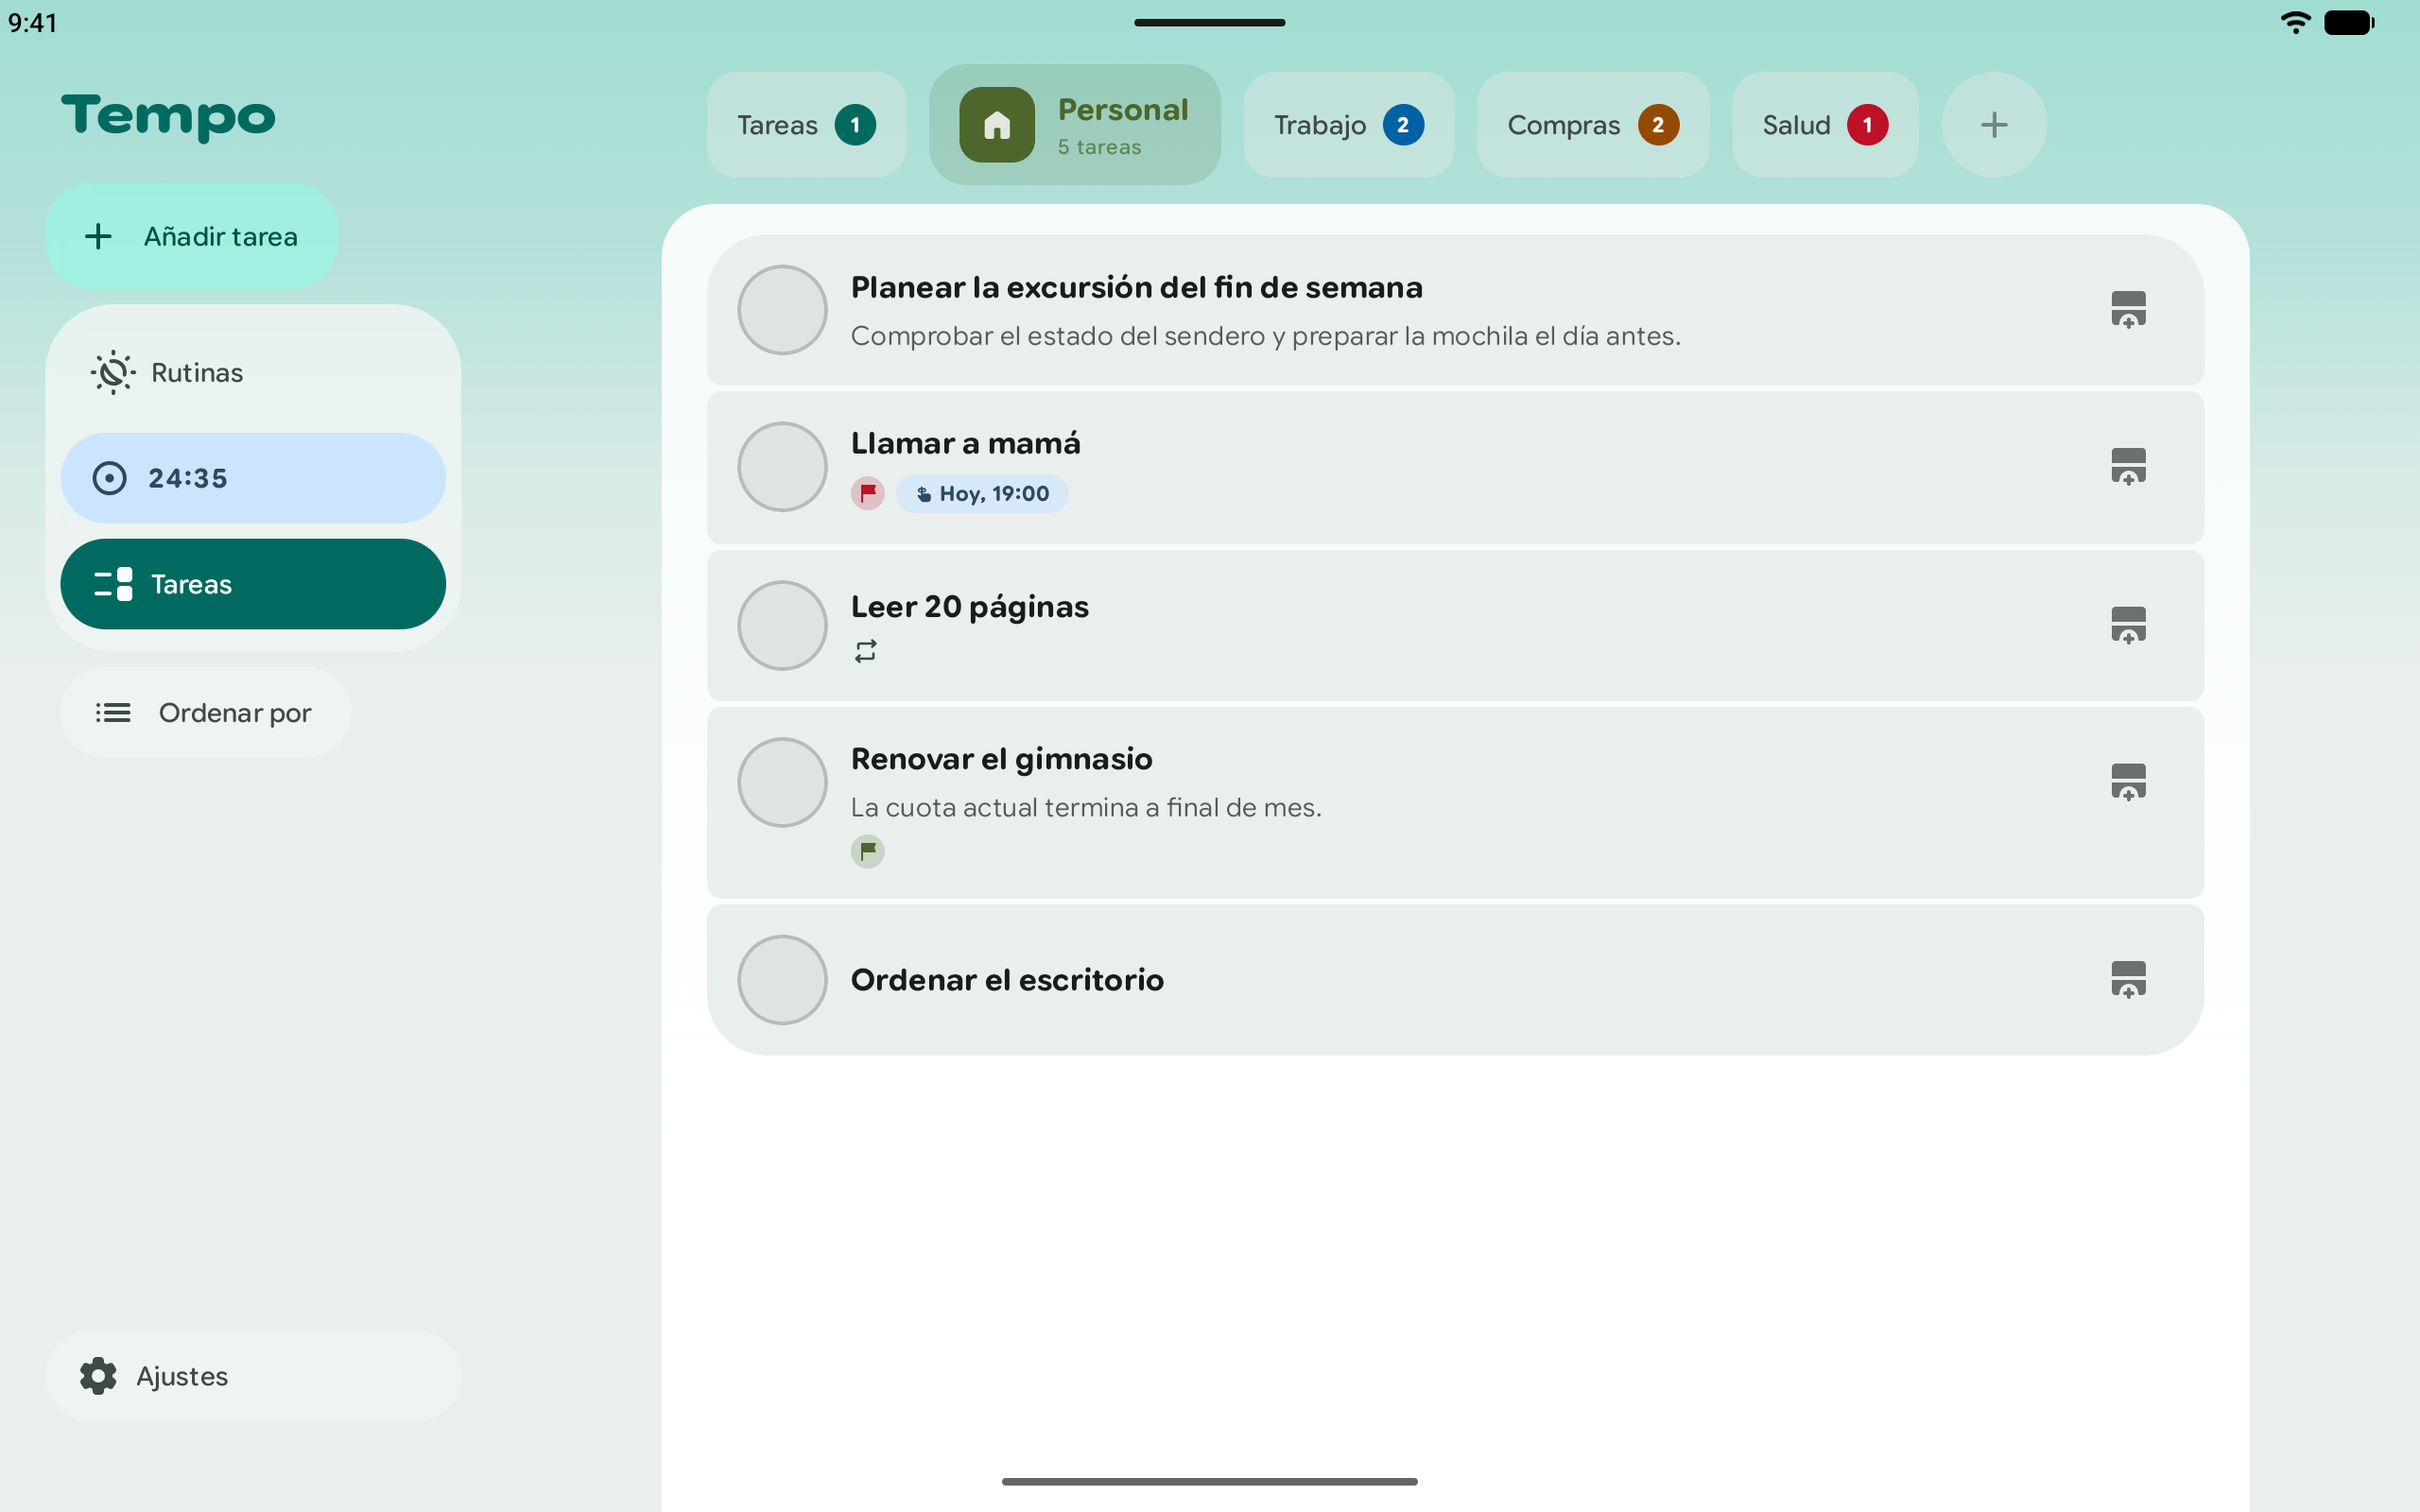 9:41
Tempo
Añadir tarea
Rutinas
24:35
Tareas
Ordenar por
Ajustes
Tareas 1
Personal
5 tareas
Trabajo 2
Compras 2
Salud 1
Planear la excursión del fin de semana
Comprobar el estado del sendero y preparar la mochila el día antes.
Llamar a mamá
Hoy, 19:00
Leer 20 páginas
Renovar el gimnasio
La cuota actual termina a final de mes.
Ordenar el escritorio